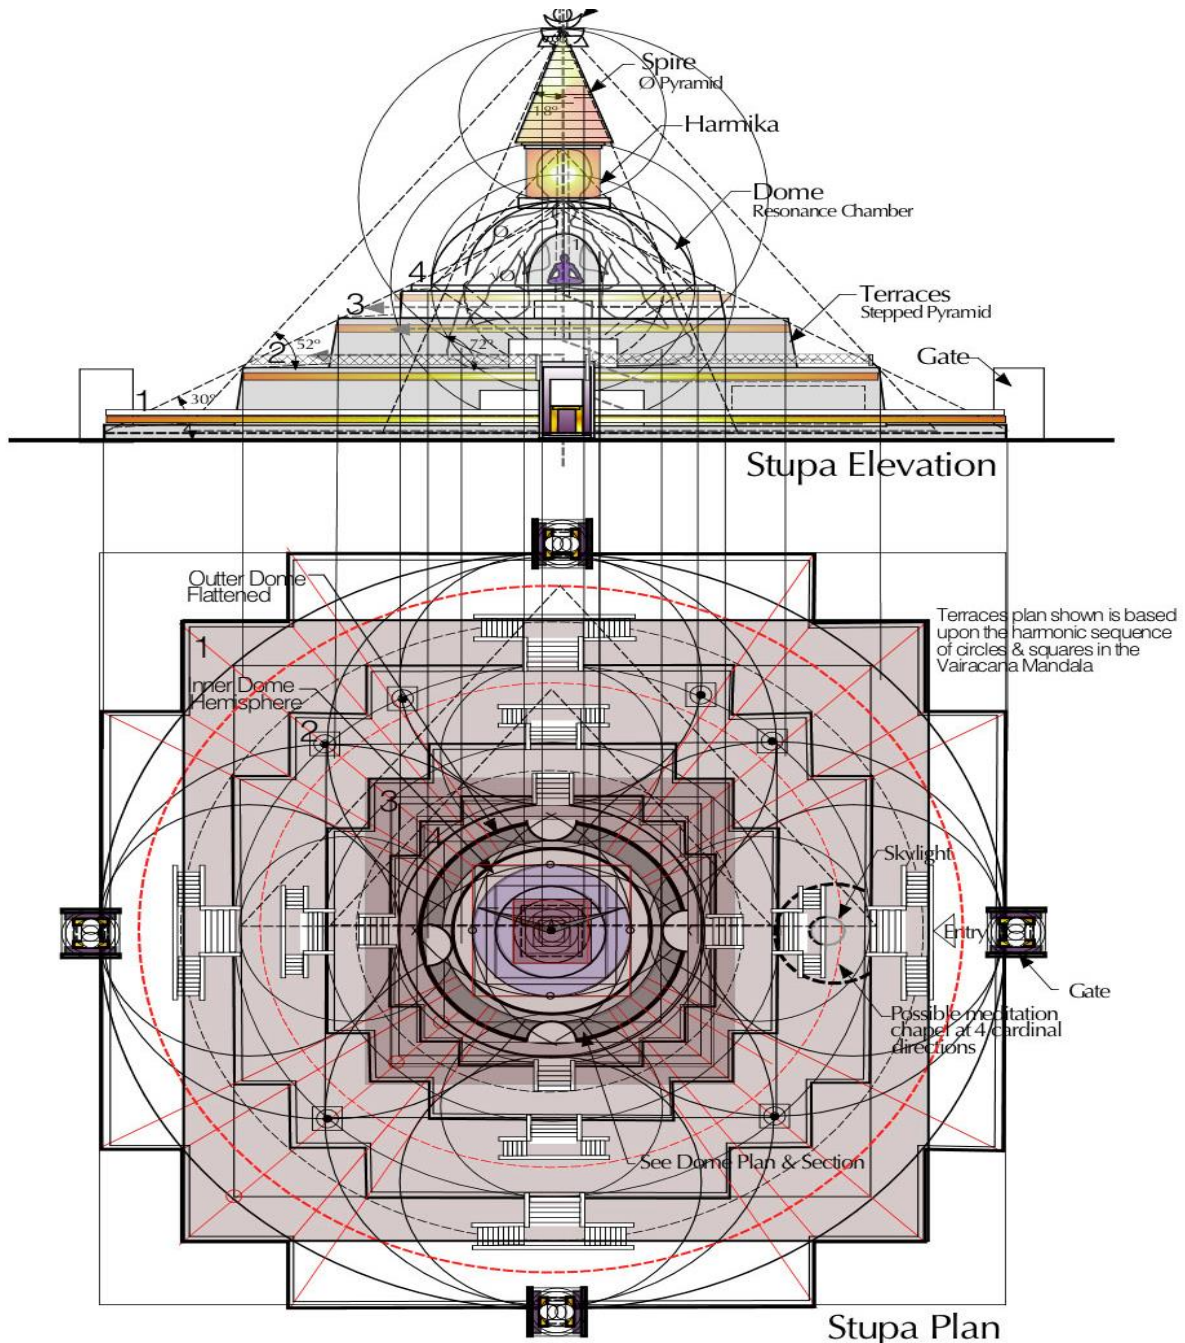 Spire
Ø Pyramid
18°
Harmika
Dome
Resonance Chamber
1
4
3
Terraces
Stepped Pyramid
52°
2
72°
Gate
1
30°
Stupa Elevation
Outter Dome
Flattened
Terraces plan shown is based
upon the harmonic sequence
of circles & squares in the
Vairacana Mandala
1
Inner Dome
Hemisphere
2
3
4
Skylight
Entry
Gate
Possible meditation
chapel at 4 cardinal
directions
See Dome Plan & Section
Stupa Plan